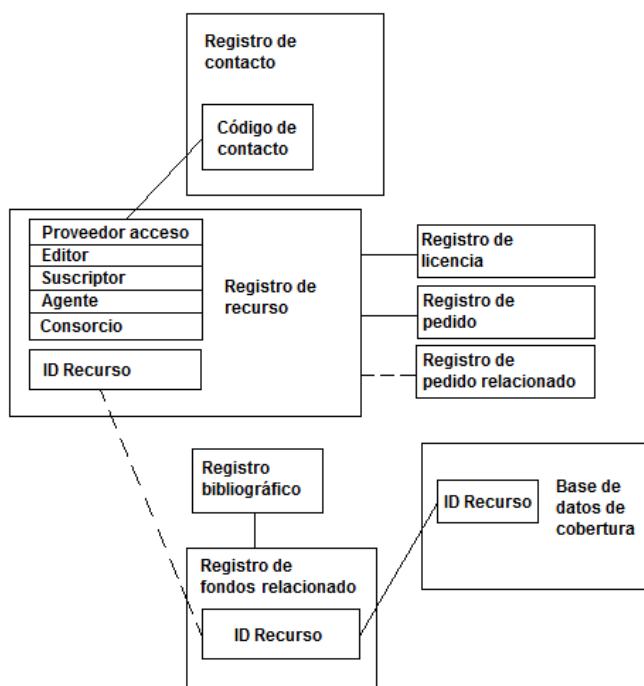 Registro de
contacto
Código de
contacto
Proveedor acceso
Editor
Suscriptor
Agente
Consorcio
Registro de
recurso
ID Recurso
Registro de
licencia
Registro de
pedido
Registro de
pedido relacionado
Registro
bibliográfico
ID Recurso
Base de
datos de
cobertura
Registro de
fondos relacionado
ID Recurso